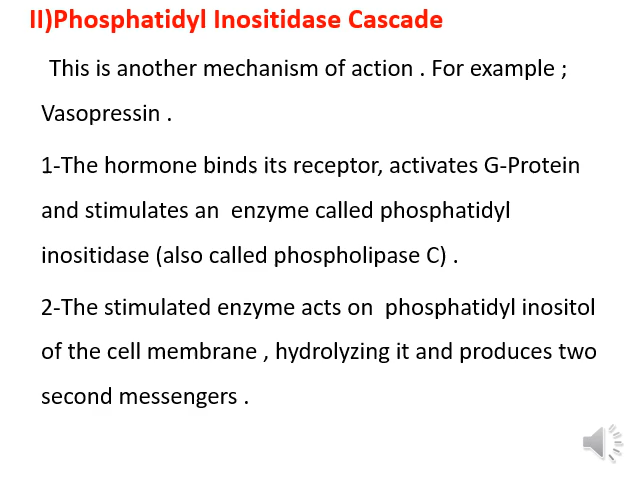 II)Phosphatidyl Inositidase Cascade
This is another mechanism of action . For example ;
Vasopressin .
1-The hormone binds its receptor, activates G-Protein
and stimulates an enzyme called phosphatidyl
inositidase (also called phospholipase C) .
2-The stimulated enzyme acts on phosphatidyl inositol
of the cell membrane , hydrolyzing it and produces two
second messengers .